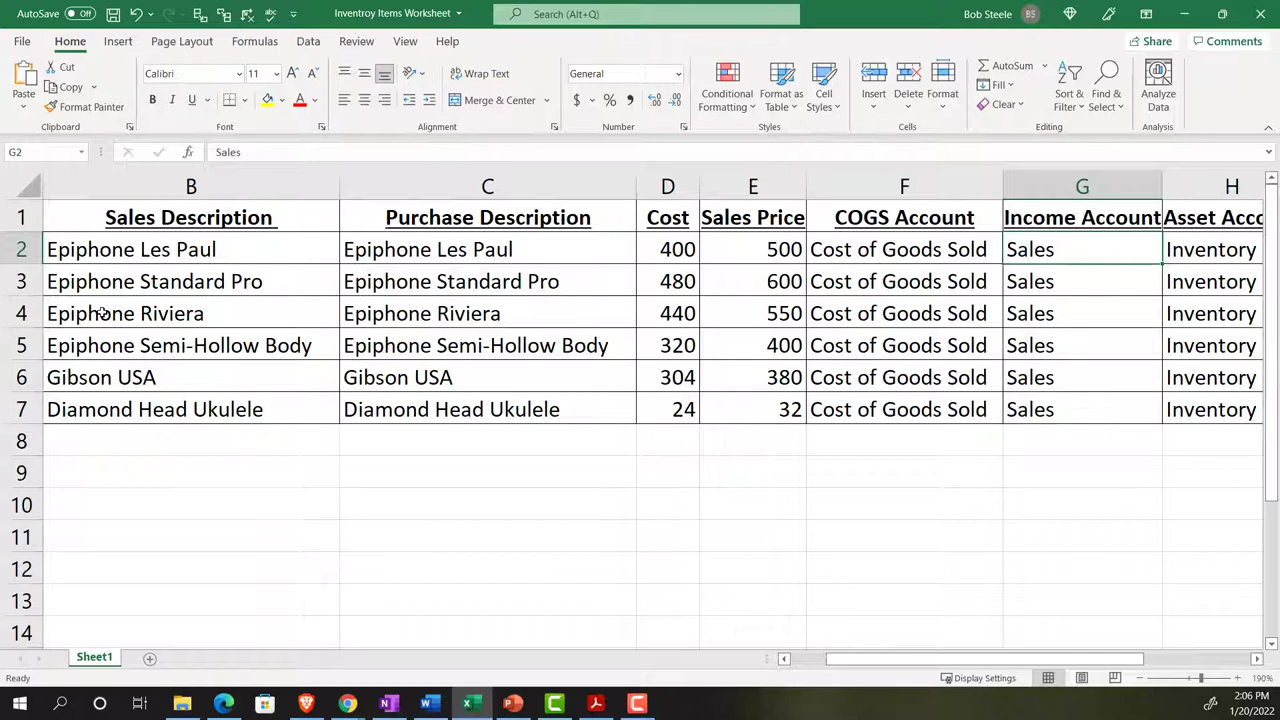 AutoSave Off Inventroy Items Worksheet Search (Alt+Q) Bob Steele BS
File Home Insert Page Layout Formulas Data Review View Help Share Comments
Paste Cut Copy Format Painter Clipboard
Calibri 11 A A B I U A Font
Wrap Text Merge & Center Alignment
General $ % , Number
Conditional Formatting Format as Table Cell Styles Styles
Insert Delete Format Cells
AutoSum Fill Clear Sort & Filter Find & Select Editing
Analyze Data Analysis
G2 fx Sales
B C D E F G H
1 Sales Description Purchase Description Cost Sales Price COGS Account Income Account Asset Acco
2 Epiphone Les Paul Epiphone Les Paul 400 500 Cost of Goods Sold Sales Inventory
3 Epiphone Standard Pro Epiphone Standard Pro 480 600 Cost of Goods Sold Sales Inventory
4 Epiphone Riviera Epiphone Riviera 440 550 Cost of Goods Sold Sales Inventory
5 Epiphone Semi-Hollow Body Epiphone Semi-Hollow Body 320 400 Cost of Goods Sold Sales Inventory
6 Gibson USA Gibson USA 304 380 Cost of Goods Sold Sales Inventory
7 Diamond Head Ukulele Diamond Head Ukulele 24 32 Cost of Goods Sold Sales Inventory
8
9
10
11
12
13
14
Sheet1
Ready Display Settings 190%
2:06 PM
1/20/2022